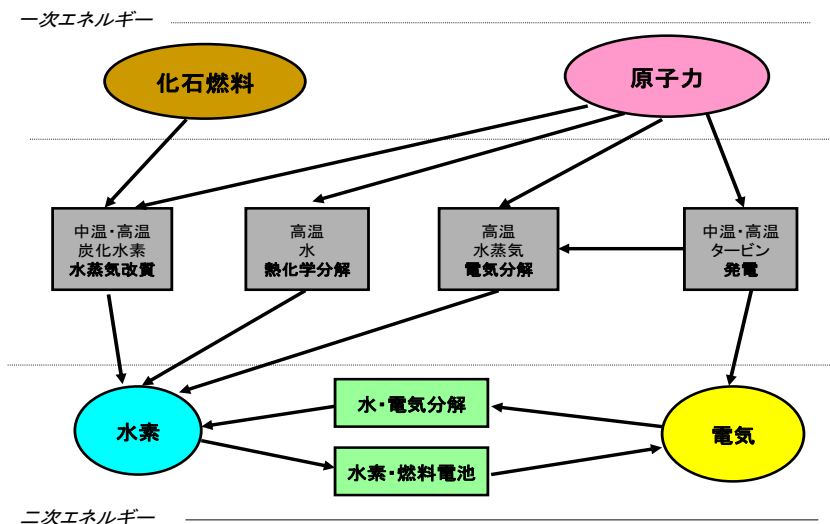 一次エネルギー
化石燃料
原子力
中温・高温
炭化水素
水蒸気改質
高温
水
熱化学分解
高温
水蒸気
電気分解
中温・高温
タービン
発電
水素
水・電気分解
水素・燃料電池
電気
二次エネルギー